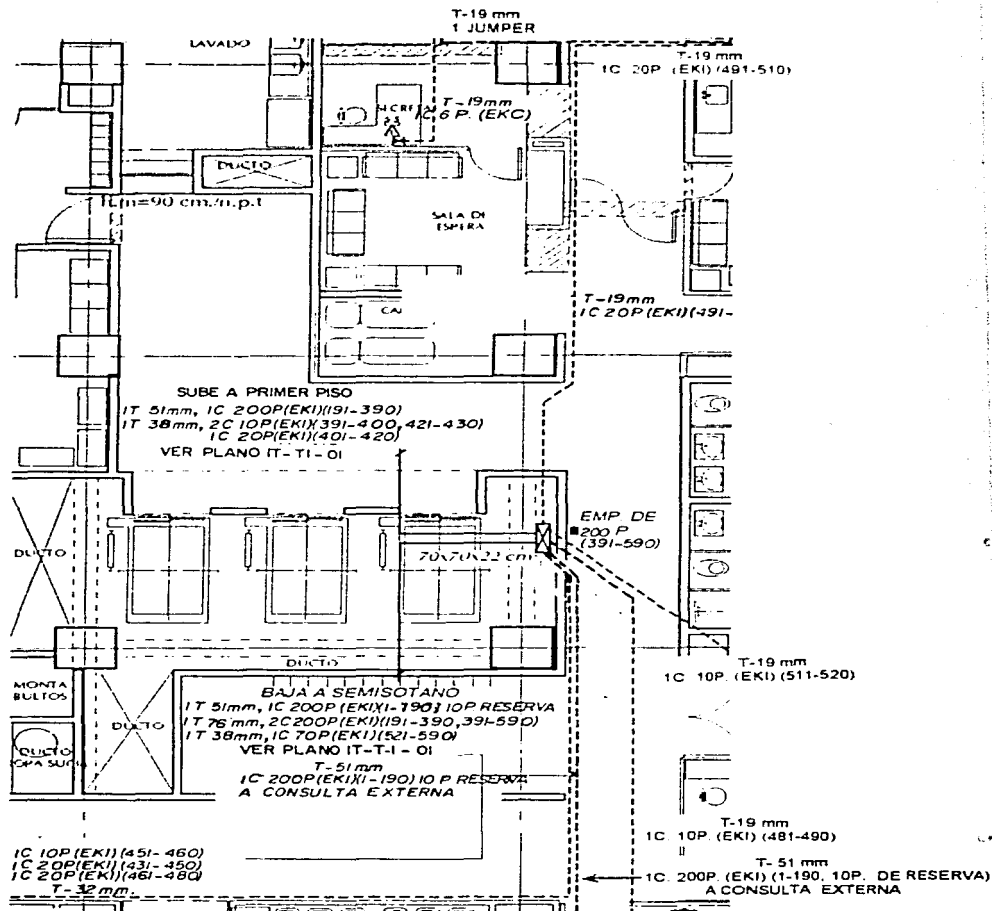 T-19 mm
1 JUMPER
LAVADO
T-19 mm
1C 20P. (EKI) (491-510)
T-19mm
1C 6 P. (EKC)
DUCTO
h.m=90 cm./n.p.t
SALA DE
ESPERA
T-19mm
1C 20P(EKI)(491-
CAJ
SUBE A PRIMER PISO
1T 51mm, 1C 200P(EKI)(191-390)
1T 38mm, 2C 10P(EKI)(391-400, 421-430)
1C 20P(EKI)(401-420)
VER PLANO IT-TI-01
EMP. DE
200 P
(391-590)
70x70x22 cm
DUCTO
DUCTO
T-19 mm
1C 10P. (EKI) (511-520)
MONTA
BULTOS
BAJA A SEMISOTANO
1T 51mm, 1C 200P(EKI)(1-190) 10P RESERVA
1T 76 mm, 2C200P(EKI)(191-390,391-590)
1T 38mm, 1C 70P(EKI)(521-590)
VER PLANO IT-T-I-01
DUCTO
DUCTO
T-51mm
1C 200P(EKI)(1-190) 10 P RESERVA
A CONSULTA EXTERNA
T-19 mm
1C. 10P. (EKI) (481-490)
1C 10P(EKI)(451-460)
1C 20P(EKI)(431-450)
1C 20P(EKI)(461-480)
T-32mm.
T- 51 mm
1C. 200P. (EKI) (1-190, 10P. DE RESERVA)
A CONSULTA EXTERNA